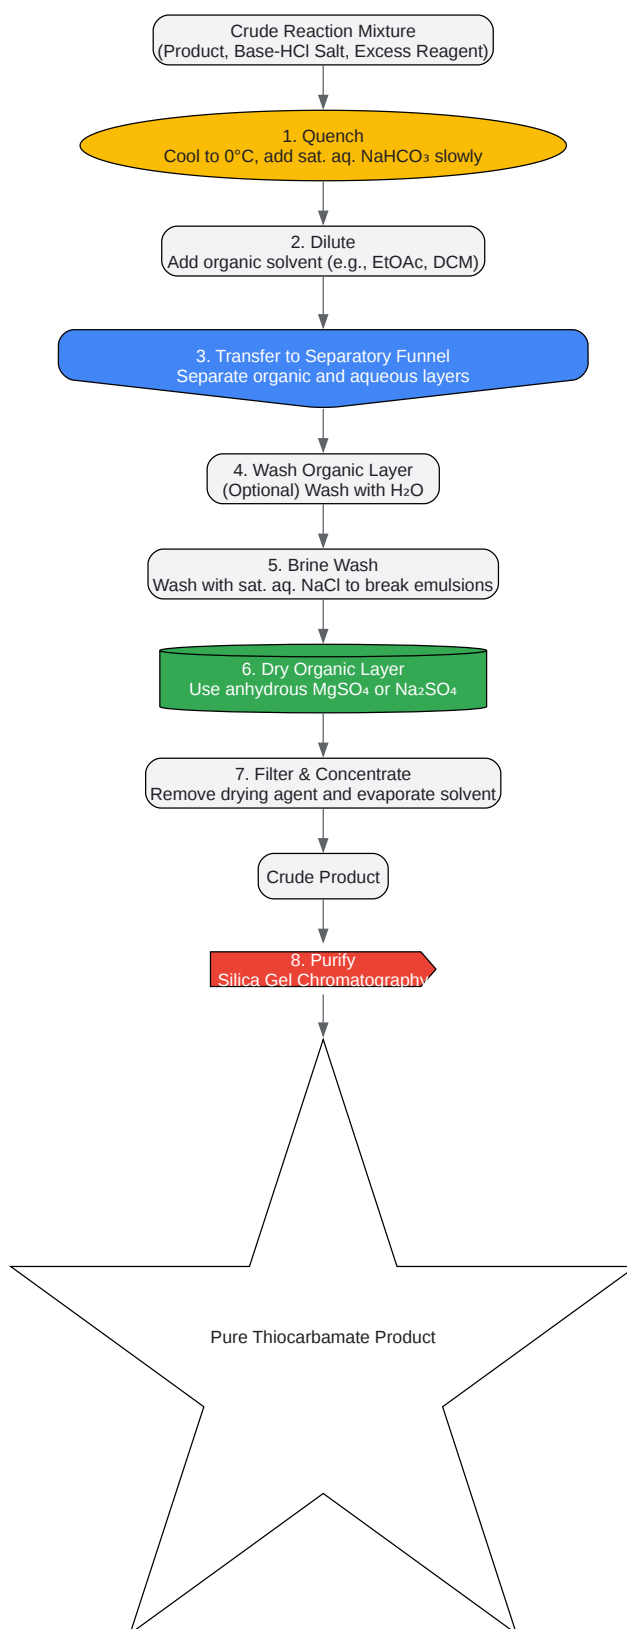 Crude Reaction Mixture
(Product, Base-HCl Salt, Excess Reagent)
1. Quench
Cool to 0°C, add sat. aq. NaHCO₃ slowly
2. Dilute
Add organic solvent (e.g., EtOAc, DCM)
3. Transfer to Separatory Funnel
Separate organic and aqueous layers
4. Wash Organic Layer
(Optional) Wash with H₂O
5. Brine Wash
Wash with sat. aq. NaCl to break emulsions
6. Dry Organic Layer
Use anhydrous MgSO₄ or Na₂SO₄
7. Filter & Concentrate
Remove drying agent and evaporate solvent
Crude Product
8. Purify
Silica Gel Chromatography
Pure Thiocarbamate Product